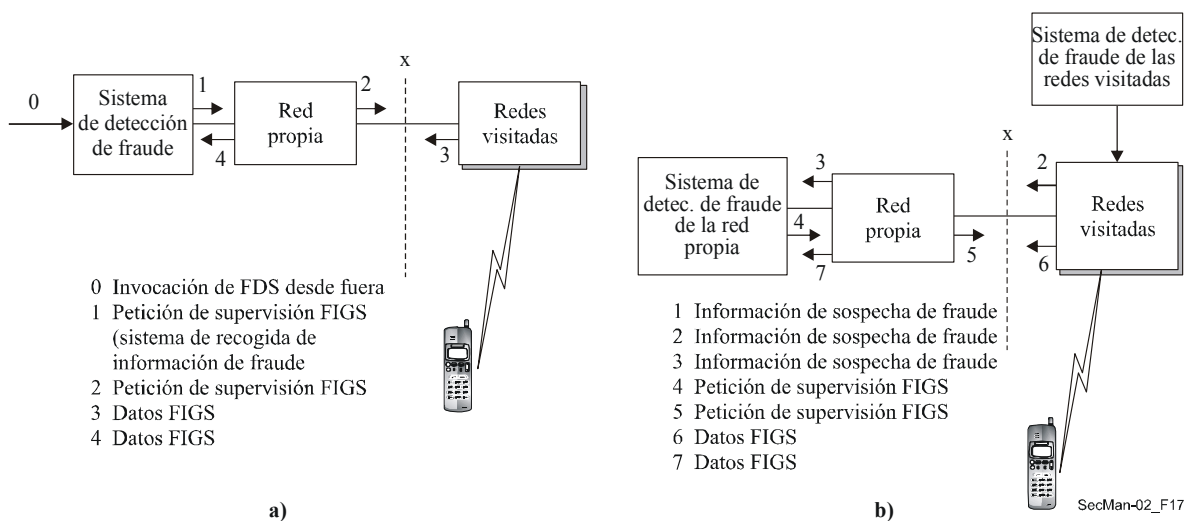 0
Sistema
de detección
de fraude
1
4
Red
propia
2
x
3
Redes
visitadas
0 Invocación de FDS desde fuera
1 Petición de supervisión FIGS
(sistema de recogida de
información de fraude
2 Petición de supervisión FIGS
3 Datos FIGS
4 Datos FIGS
a)
Sistema de detec.
de fraude de las
redes visitadas
x
2
Redes
visitadas
6
Sistema de
detec. de fraude
de la red
propia
3
4
7
Red
propia
5
1 Información de sospecha de fraude
2 Información de sospecha de fraude
3 Información de sospecha de fraude
4 Petición de supervisión FIGS
5 Petición de supervisión FIGS
6 Datos FIGS
7 Datos FIGS
b)
SecMan-02_F17